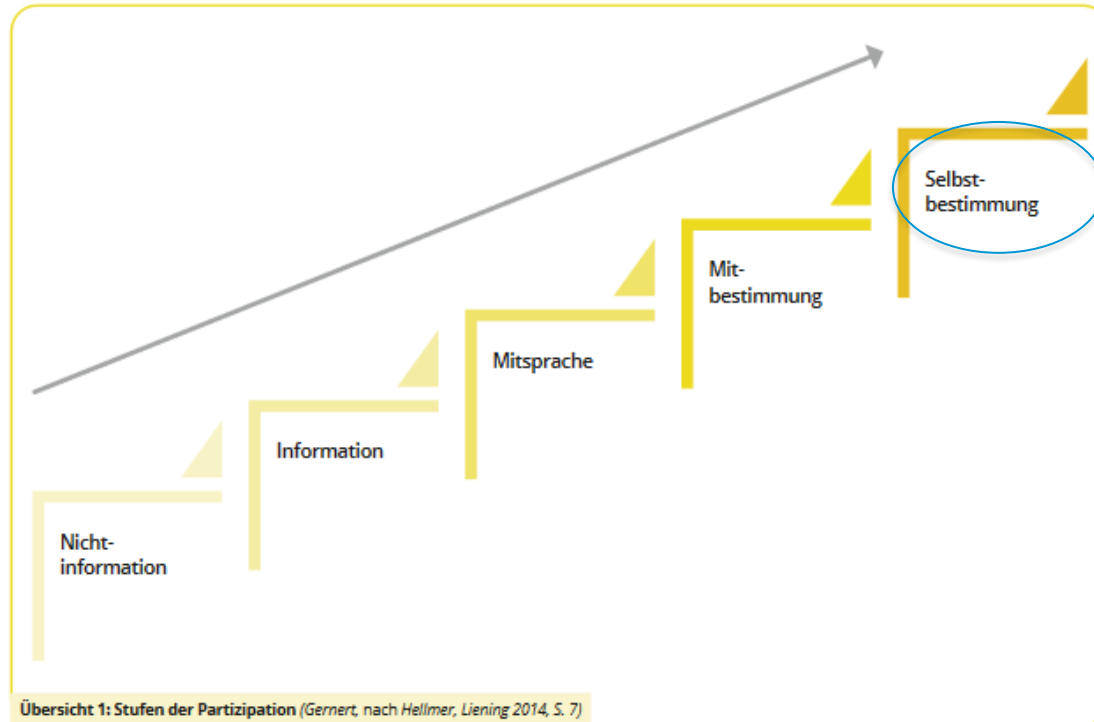 Selbst-
bestimmung
Mit-
bestimmung
Mitsprache
Information
Nicht-
information
Übersicht 1: Stufen der Partizipation (Gernert, nach Hellmer, Liening 2014, S. 7)